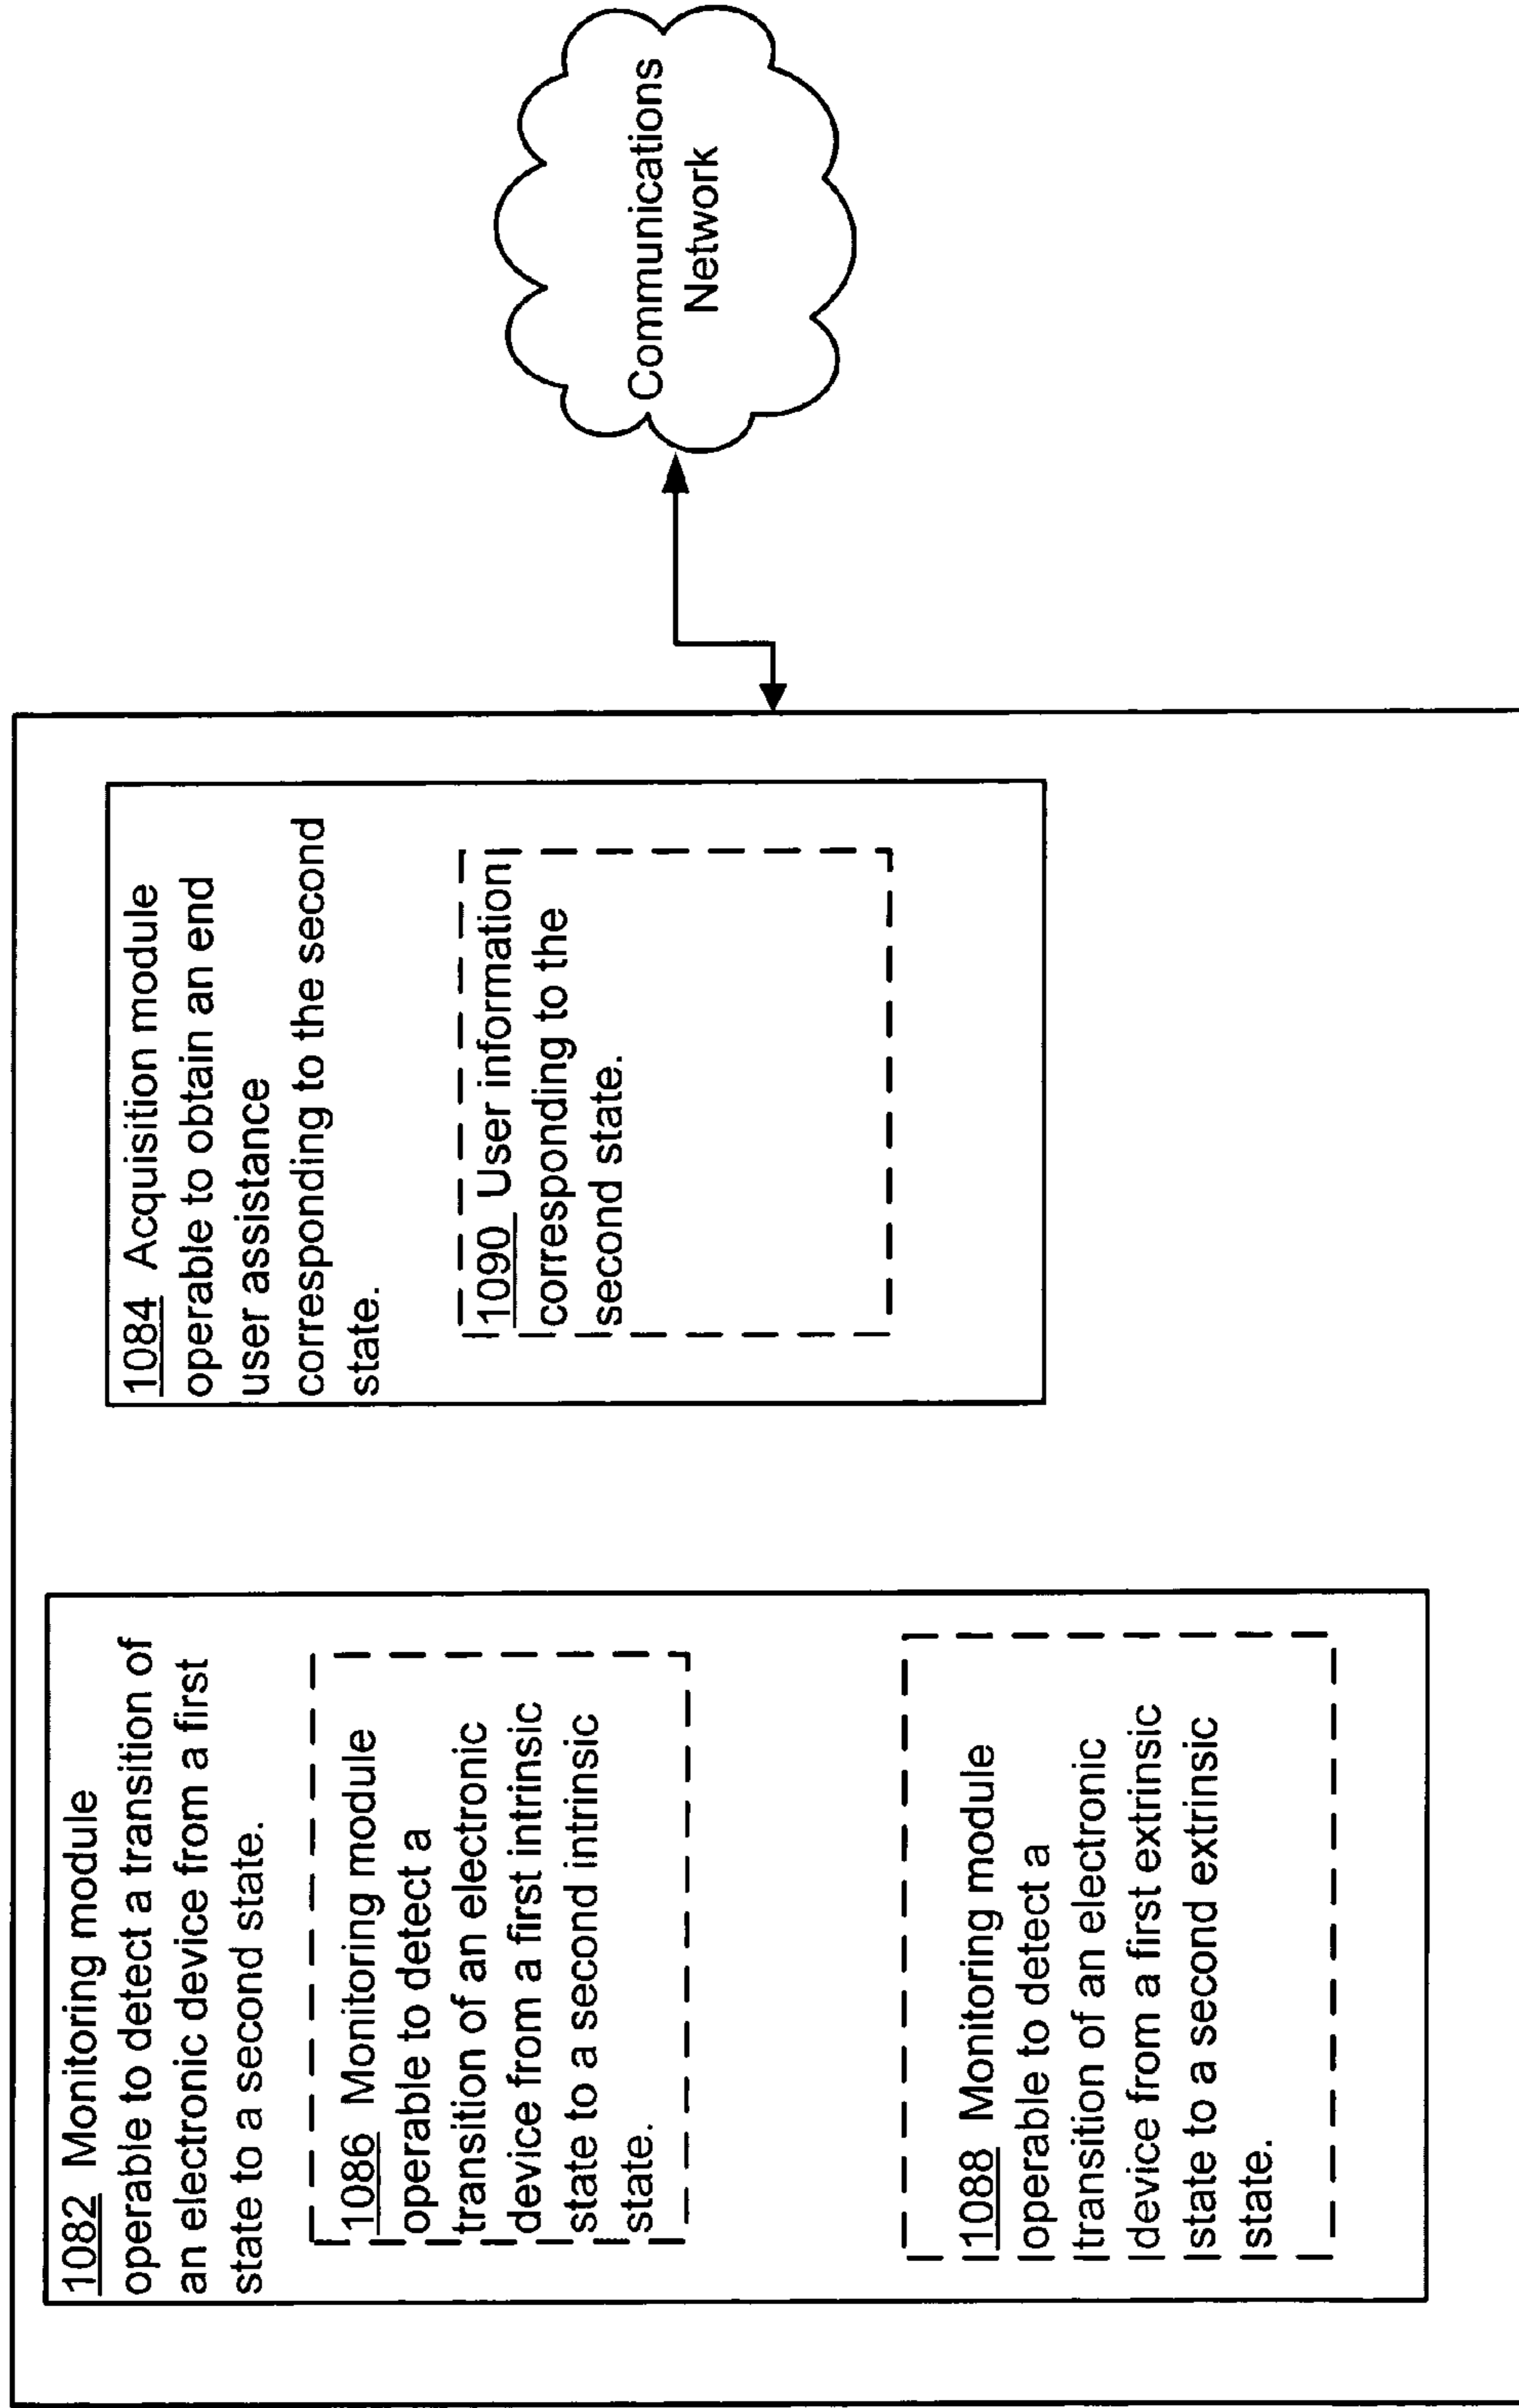 1082 Monitoring module
operable to detect a transition of
an electronic device from a first
state to a second state.
1086 Monitoring module
operable to detect a
transition of an electronic
device from a first intrinsic
state to a second intrinsic
state.
1088 Monitoring module
operable to detect a
transition of an electronic
device from a first extrinsic
state to a second extrinsic
state.
1084 Acquisition module
operable to obtain an end
user assistance
corresponding to the second
state.
1090 User information
corresponding to the
second state.
Communications
Network